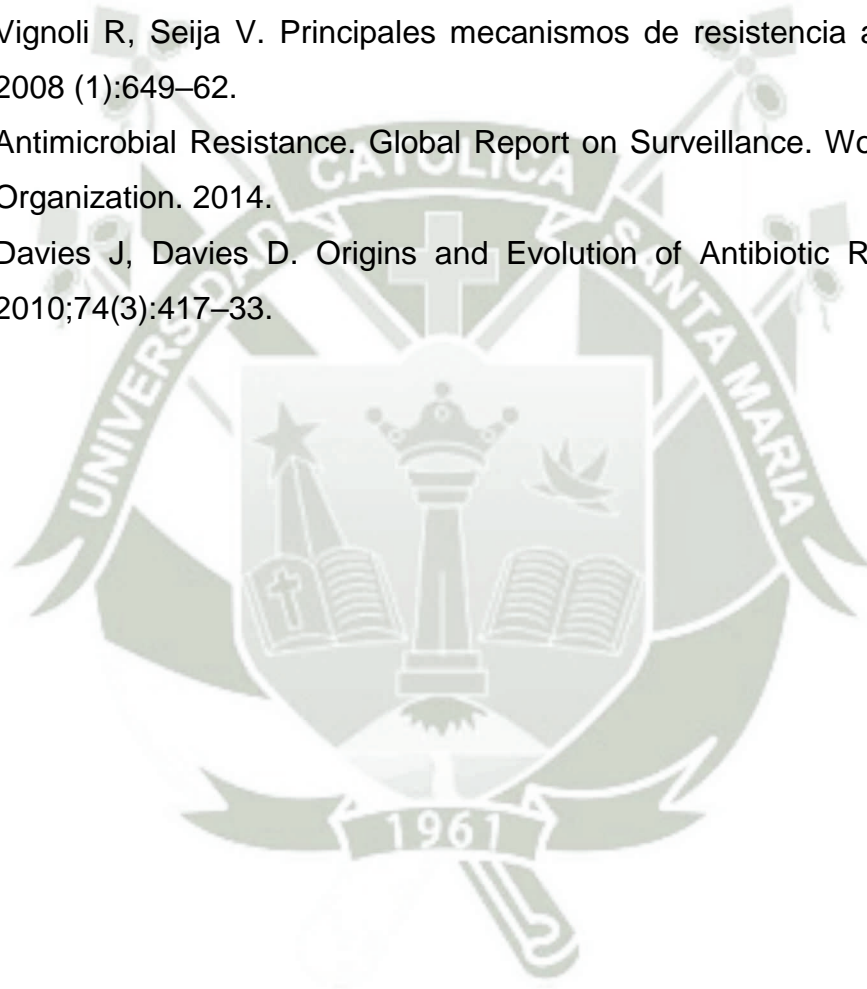 Vignoli R, Seija V. Principales mecanismos de resistencia a
2008 (1):649–62.
Antimicrobial Resistance. Global Report on Surveillance. Wo
Organization. 2014.
Davies J, Davies D. Origins and Evolution of Antibiotic R
2010;74(3):417–33.
UNIVERSIDAD CATOLICA SANTA MARIA
1961